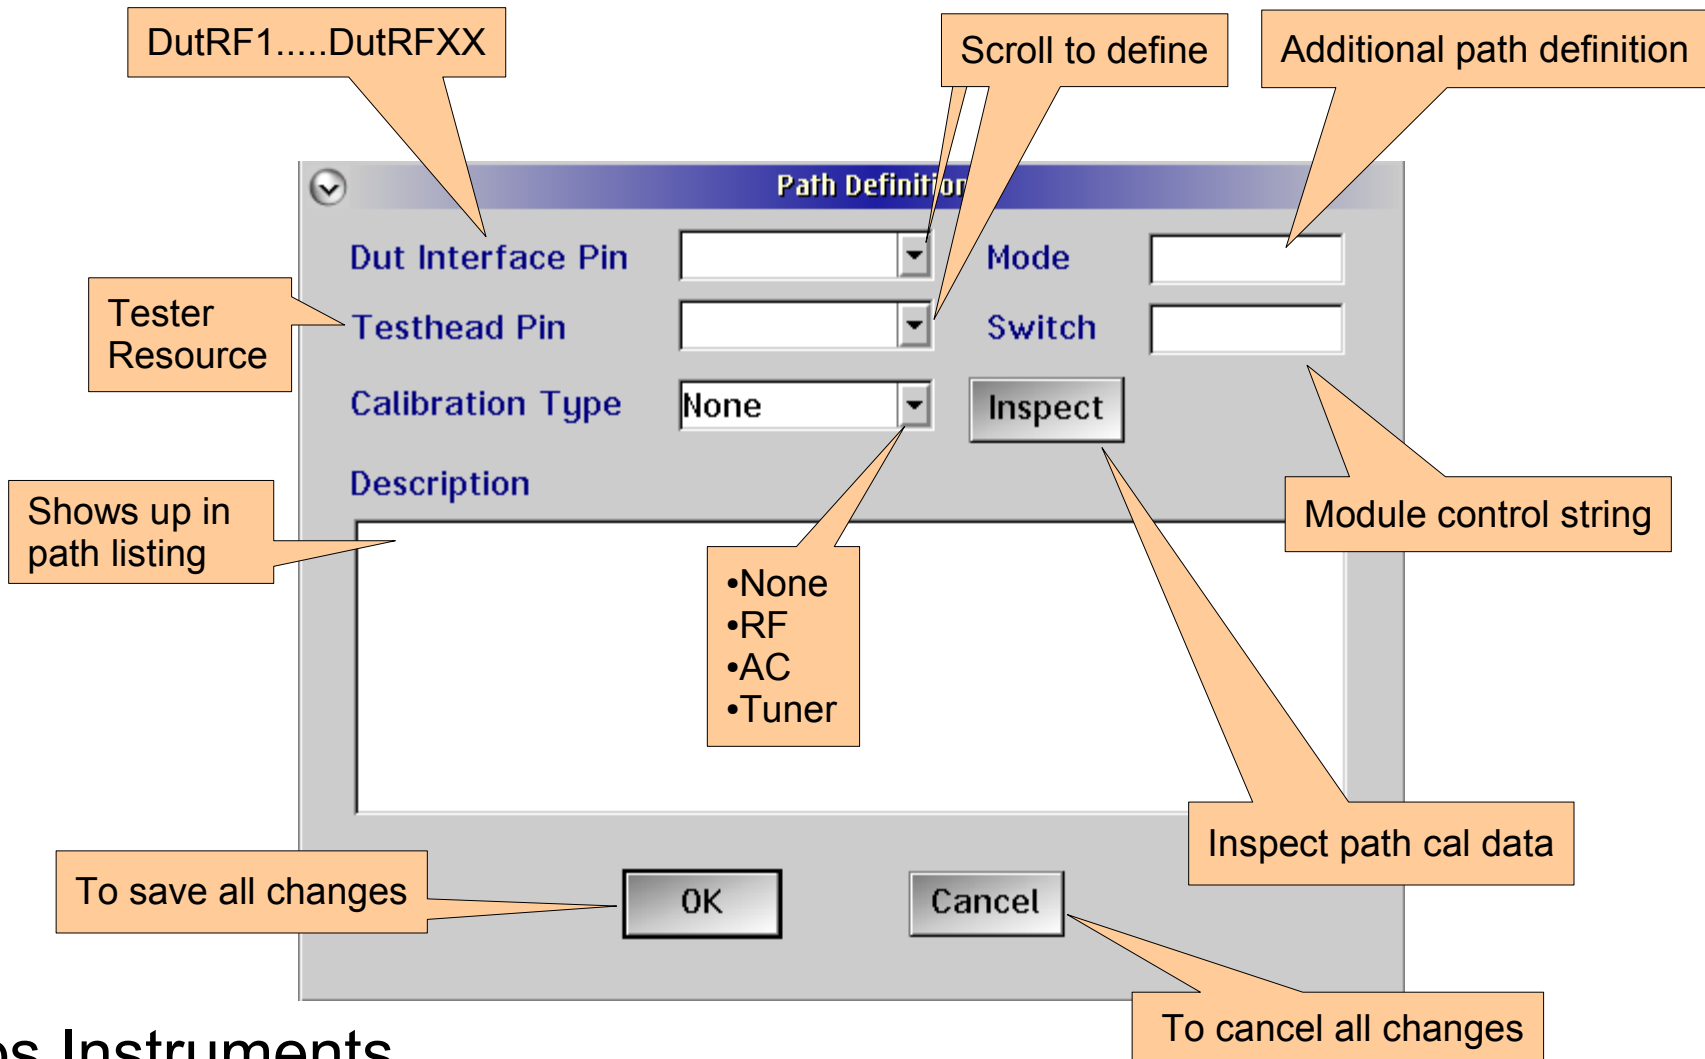 DutRF1.....DutRFXX
Scroll to define
Additional path definition
Path Definition
Dut Interface Pin
Mode
Tester
Resource
Testhead Pin
Switch
Calibration Type
None
Inspect
Description
Shows up in
path listing
Module control string
•None
•RF
•AC
•Tuner
Inspect path cal data
To save all changes
OK
Cancel
To cancel all changes
Instruments